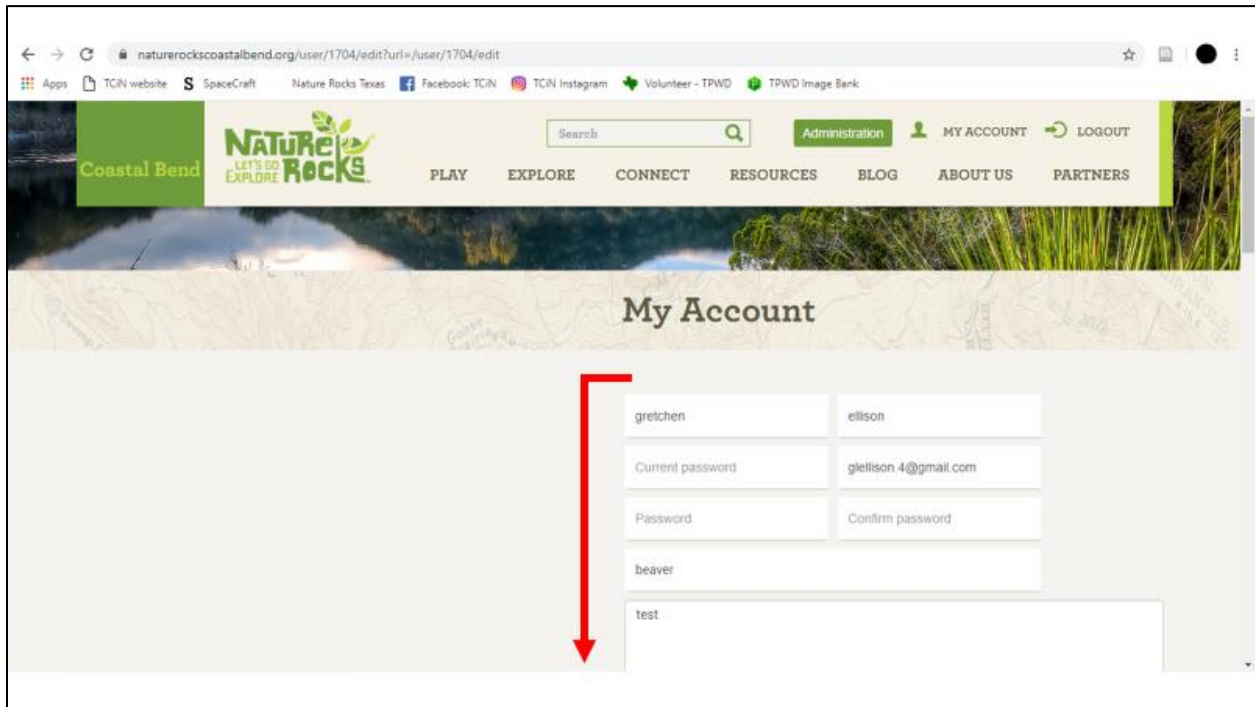 naturerockscoastalbend.org/user/1704/edit?url=/user/1704/edit
Apps TCiN website S SpaceCraft Nature Rocks Texas Facebook: TCiN TCiN Instagram Volunteer - TPWD TPWD Image Bank
Search Administration MY ACCOUNT LOGOUT
Coastal Bend NATURE ROCKS LET'S GO EXPLORE
PLAY EXPLORE CONNECT RESOURCES BLOG ABOUT US PARTNERS
My Account
gretchen ellison
Current password glellison.4@gmail.com
Password Confirm password
beaver
test